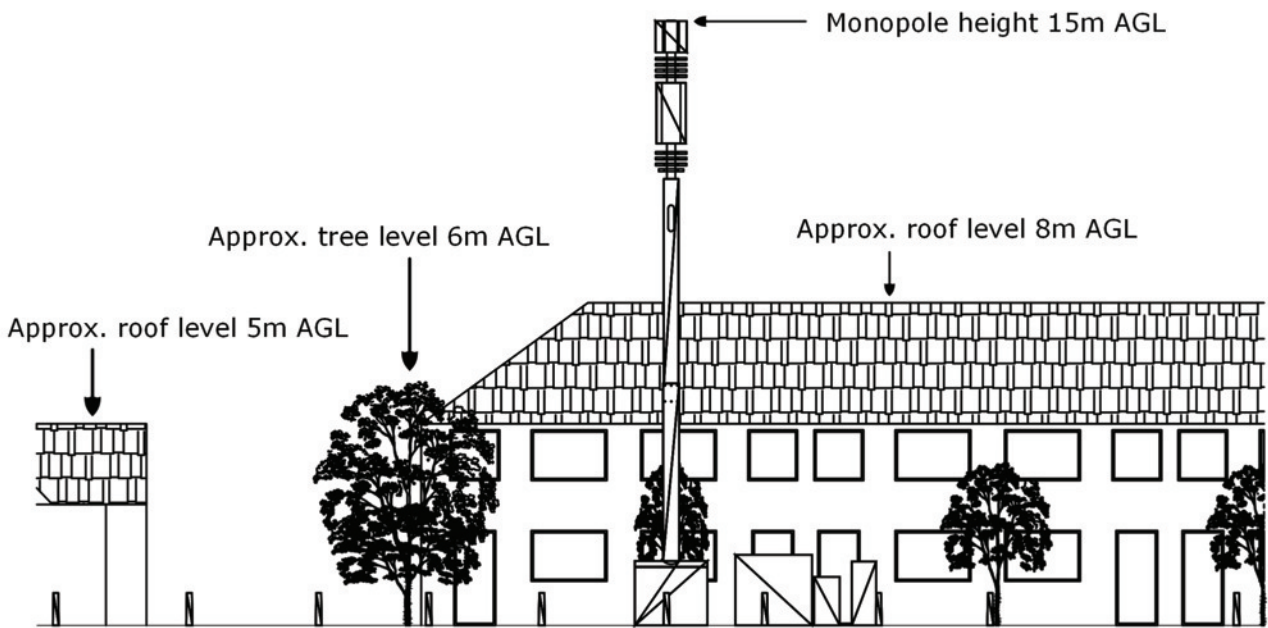 Monopole height 15m AGL
Approx. tree level 6m AGL
Approx. roof level 8m AGL
Approx. roof level 5m AGL